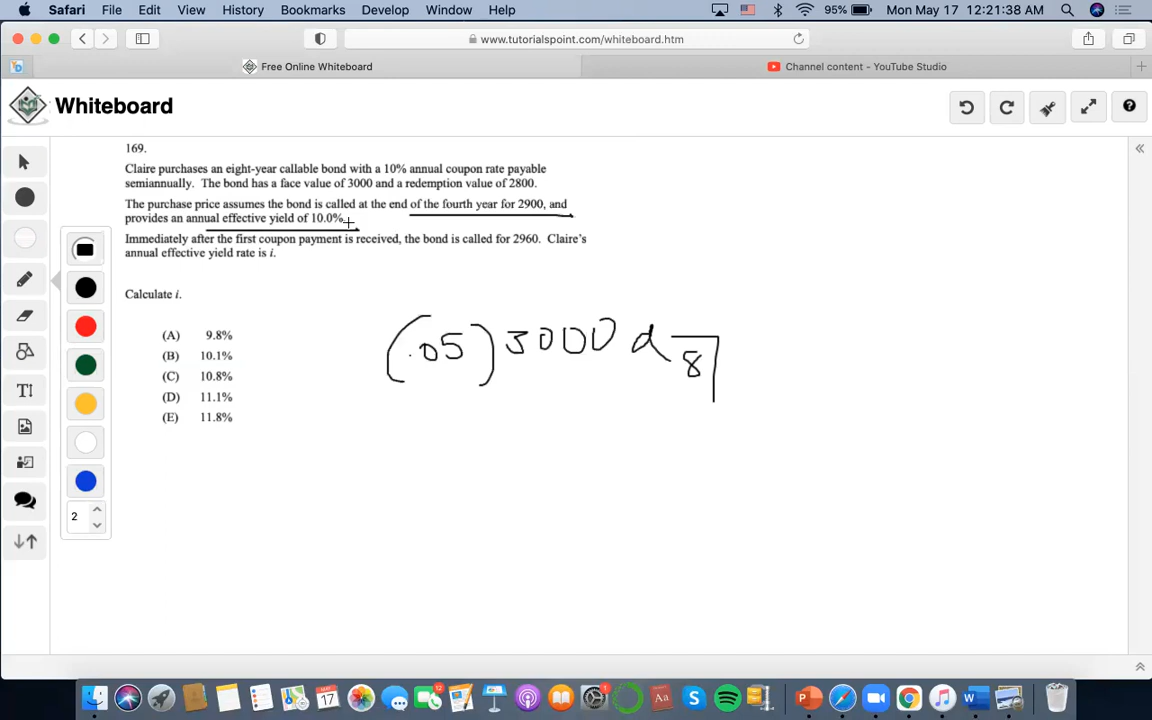 Safari File Edit View History Bookmarks Develop Window Help 95% Mon May 17 12:21:38 AM
www.tutorialspoint.com/whiteboard.htm
Free Online Whiteboard Channel content - YouTube Studio
Whiteboard
169.
Claire purchases an eight-year callable bond with a 10% annual coupon rate payable
semiannually. The bond has a face value of 3000 and a redemption value of 2800.
The purchase price assumes the bond is called at the end of the fourth year for 2900, and
provides an annual effective yield of 10.0%.
Immediately after the first coupon payment is received, the bond is called for 2960. Claire's
annual effective yield rate is i.
Calculate i.
(A) 9.8%
(B) 10.1%
(C) 10.8%
(D) 11.1%
(E) 11.8%
(.05) 3000 a 8
TI
2
12
17
Aa